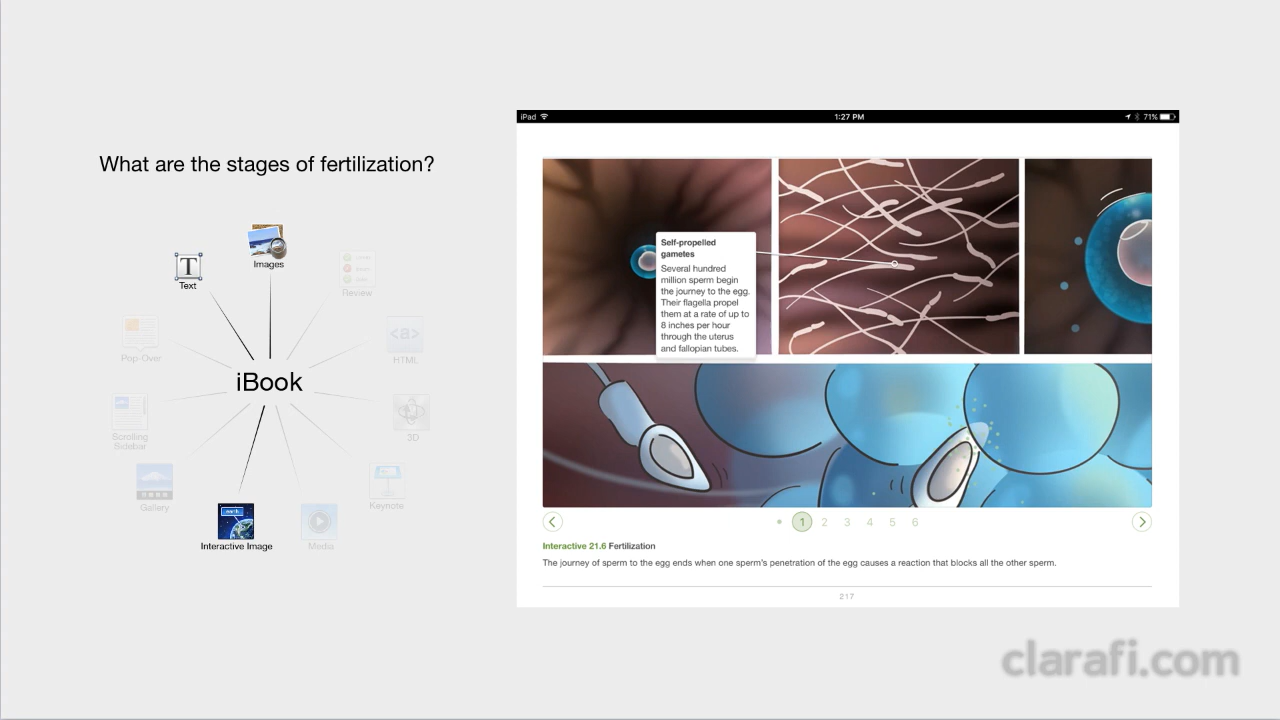 What are the stages of fertilization?
Images
Text
Review
Pop-Over
<a>
HTML
iBook
Scrolling
Sidebar
3D
Gallery
Keynote
Interactive Image
Media
iPad
1:27 PM
71%
Self-propelled
gametes
Several hundred
million sperm begin
the journey to the egg.
Their flagella propel
them at a rate of up to
8 inches per hour
through the uterus
and fallopian tubes.
1 2 3 4 5 6
Interactive 21.6 Fertilization
The journey of sperm to the egg ends when one sperm's penetration of the egg causes a reaction that blocks all the other sperm.
217
clarafi.com